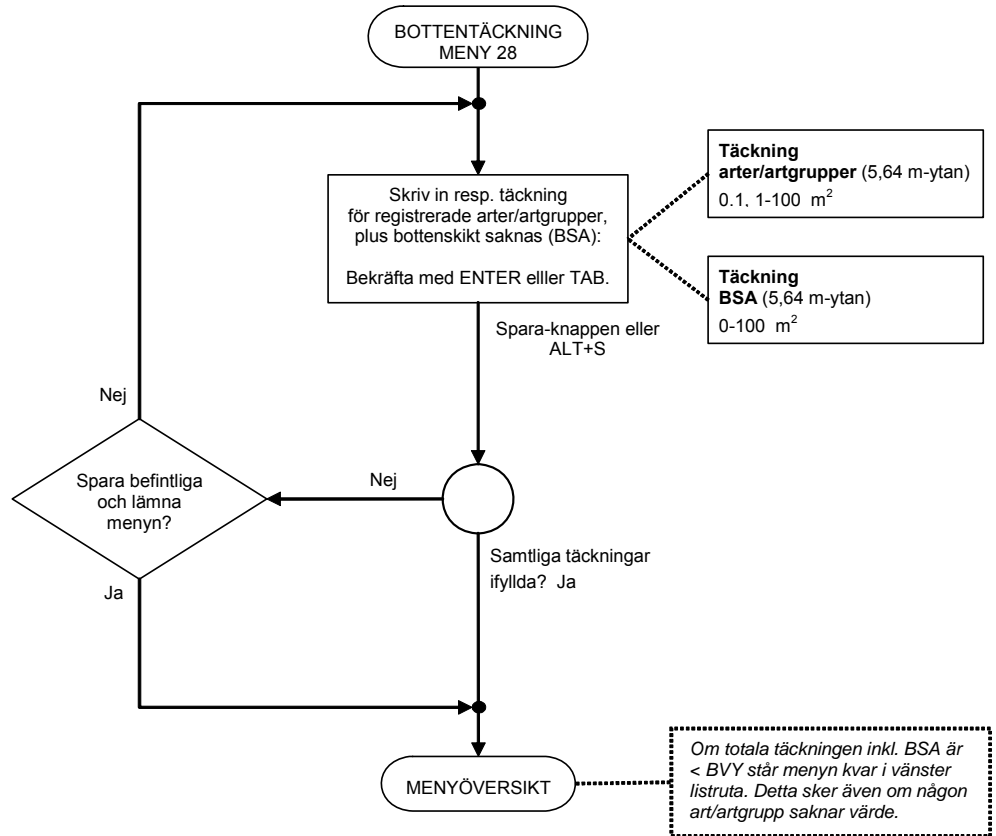 BOTTENTÄCKNING
MENY 28
Skriv in resp. täckning
för registrerade arter/artgrupper,
plus bottenskikt saknas (BSA):
Bekräfta med ENTER elller TAB.
Täckning
arter/artgrupper (5,64 m-ytan)
0.1, 1-100 m²
Täckning
BSA (5,64 m-ytan)
0-100 m²
Spara-knappen eller
ALT+S
Nej
Spara befintliga
och lämna
menyn?
Nej
Ja
Samtliga täckningar
ifyllda? Ja
MENYÖVERSIKT
Om totala täckningen inkl. BSA är
< BVY står menyn kvar i vänster
listruta. Detta sker även om någon
art/artgrupp saknar värde.